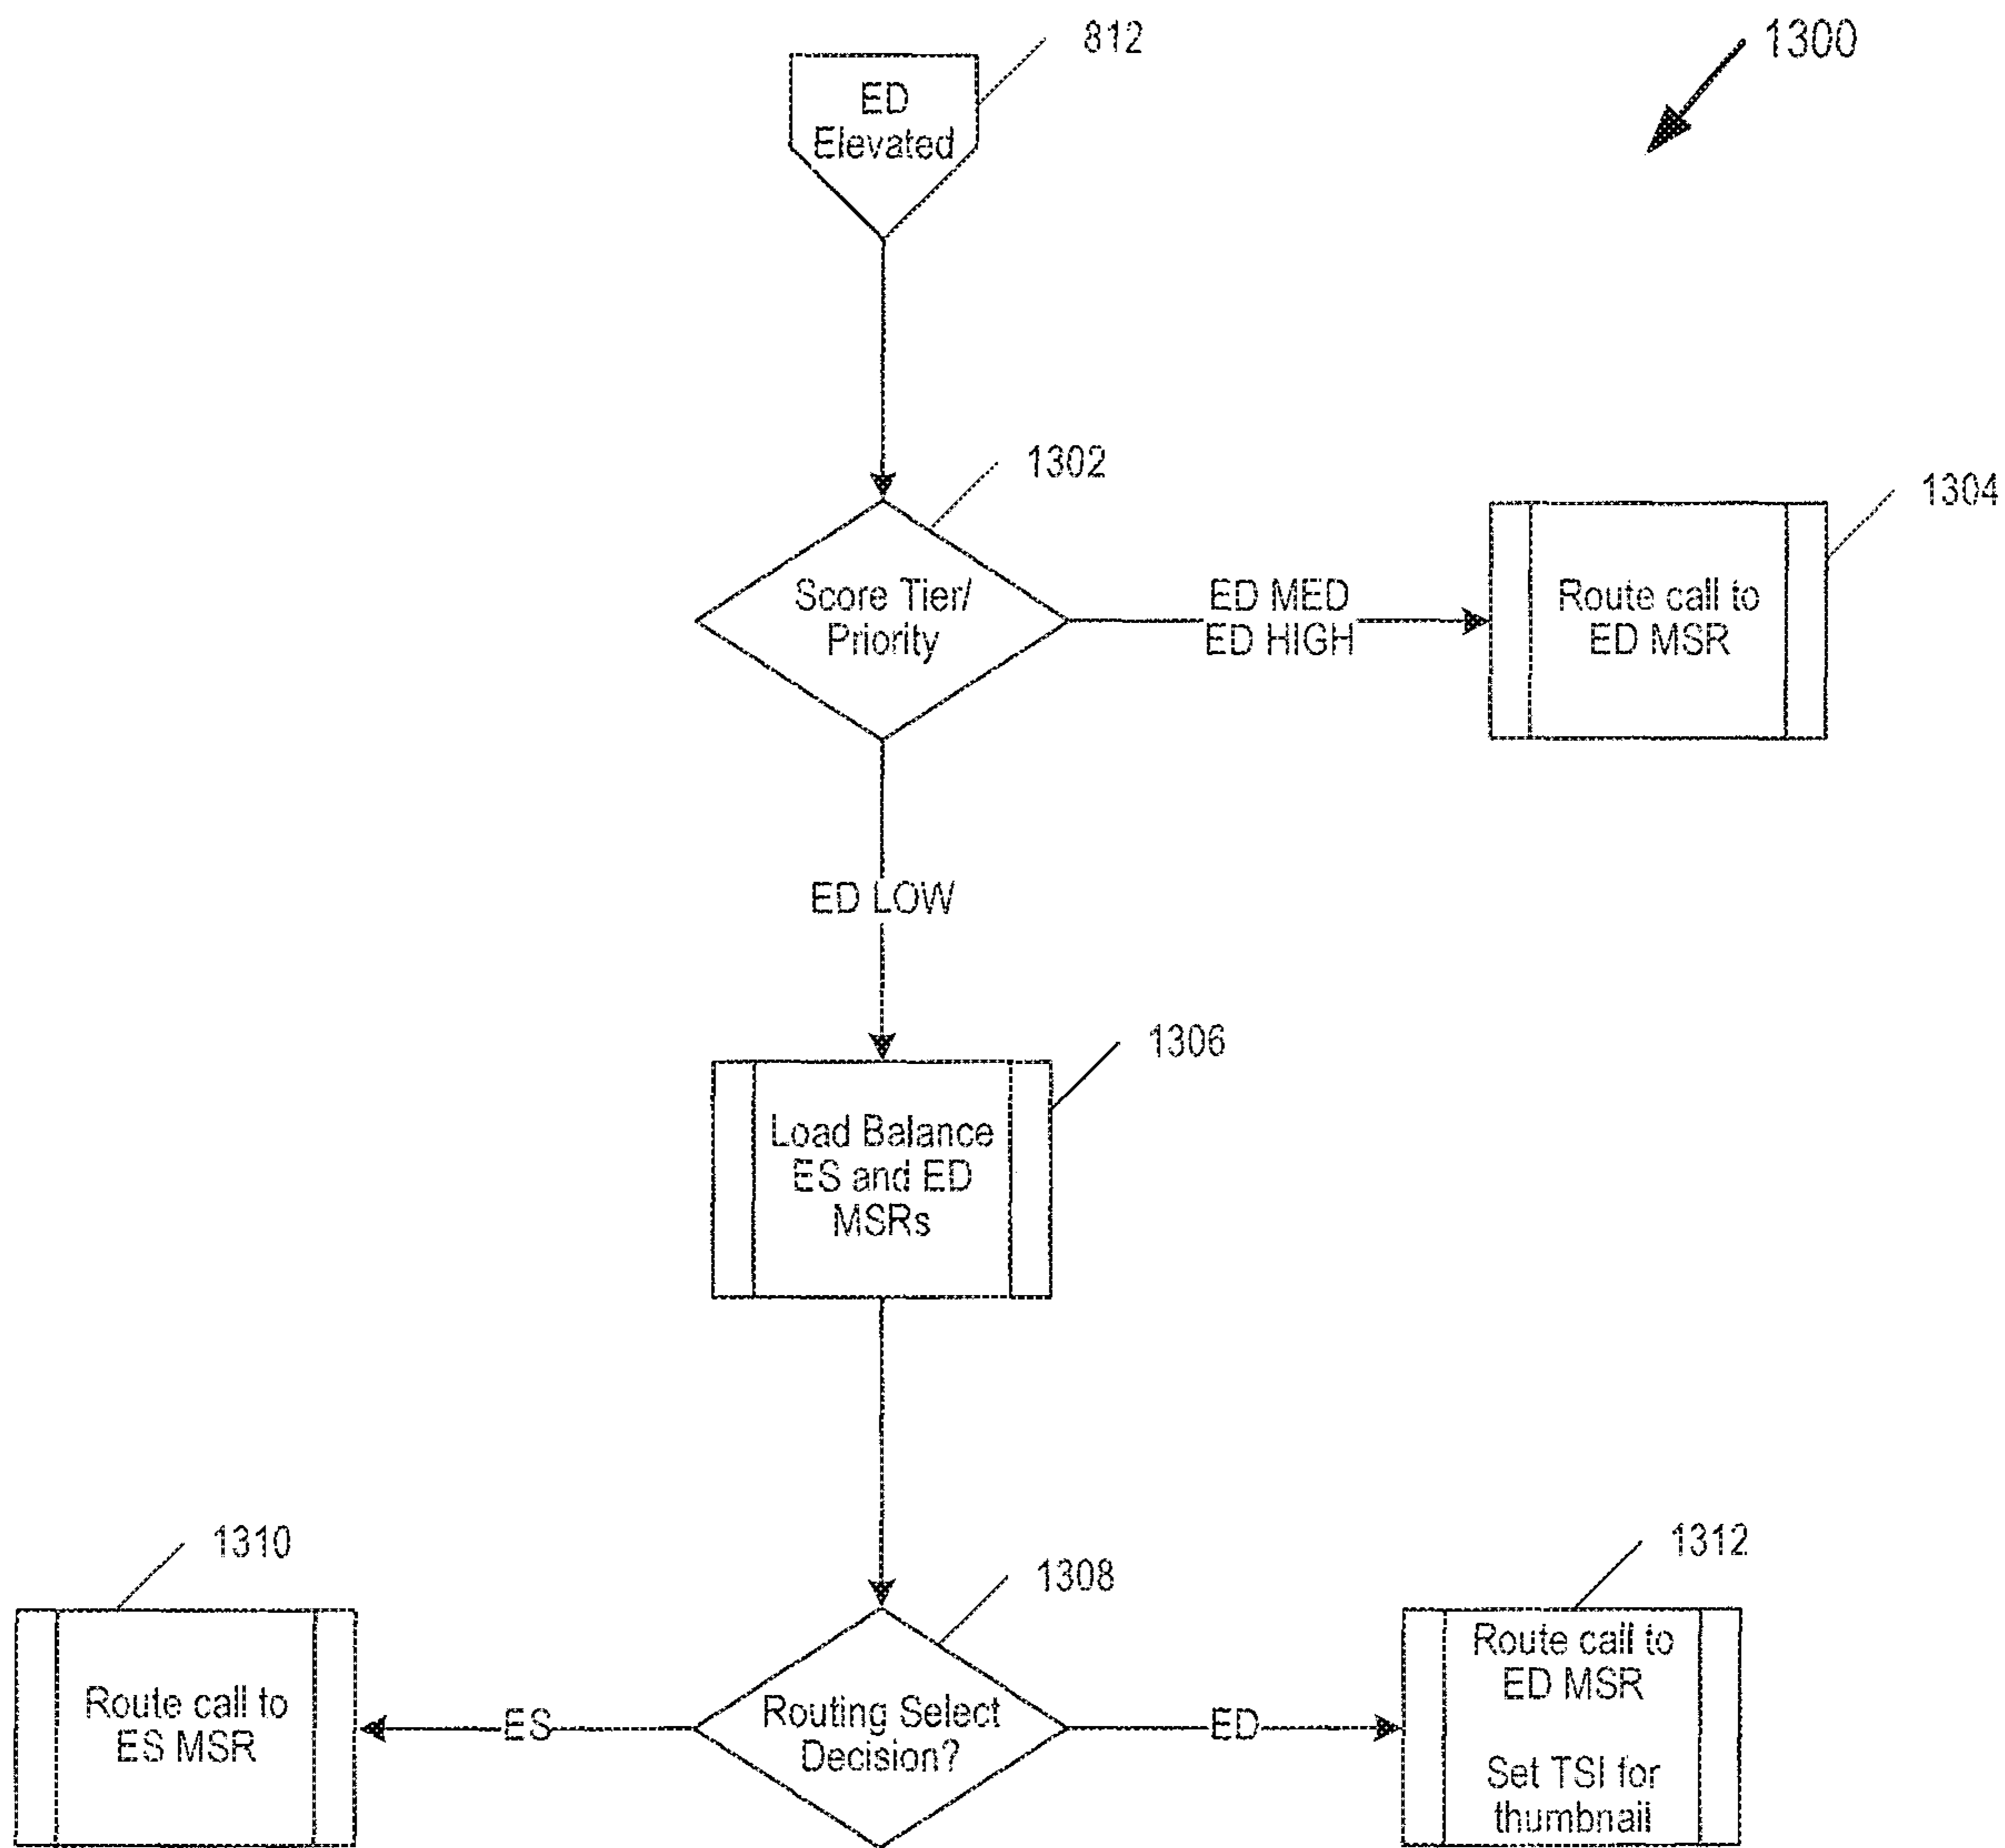 812
1300
ED
Elevated
1302
1304
Score Tier/
Priority
ED MED
ED HIGH
Route call to
ED MSR
ED LOW
1306
Load Balance
ES and ED
MSRs
1310
1308
1312
Route call to
ES MSR
ES
Routing Select
Decision?
ED
Route call to
ED MSR
Set TSI for
thumbnail